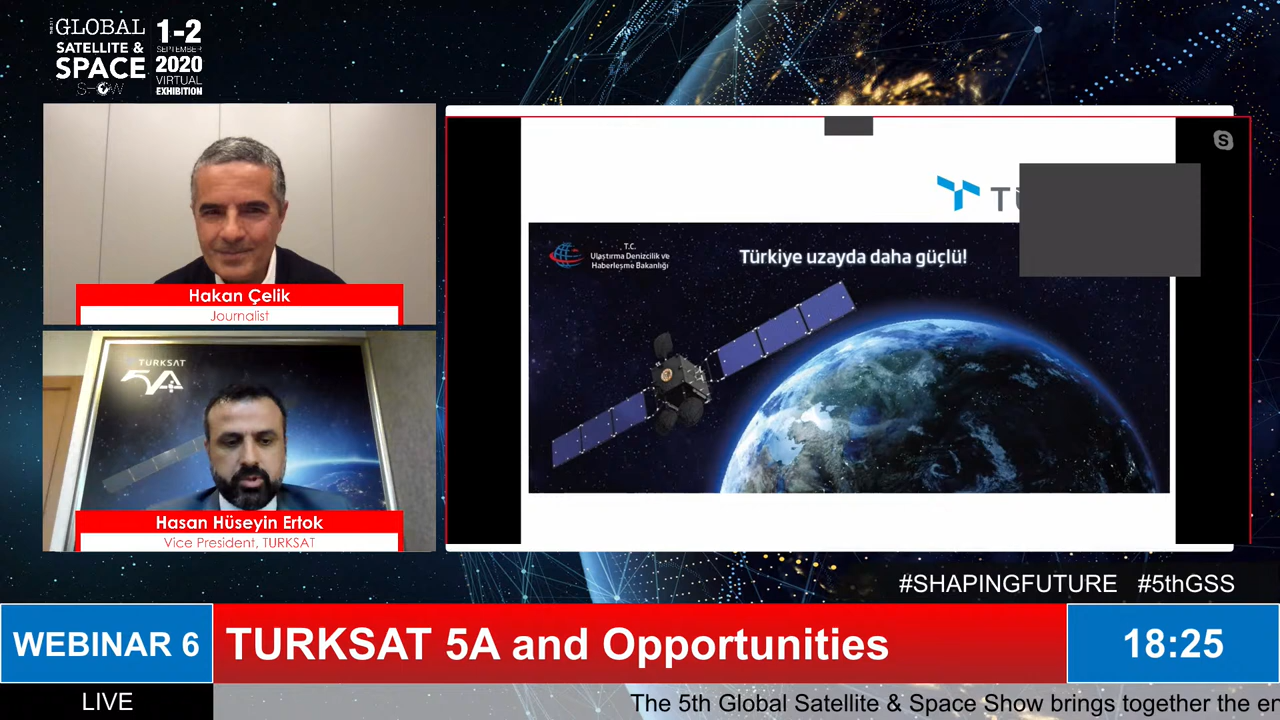 GLOBAL
SATELLITE &
SPACE
SHOW
1-2
SEPTEMBER
2020
VIRTUAL
EXHIBITION
Hakan Çelik
Journalist
TURKSAT
5A
Hasan Hüseyin Ertok
Vice President, TURKSAT
T.C.
Ulaştırma Denizcilik ve
Haberleşme Bakanlığı
Türkiye uzayda daha güçlü!
#SHAPINGFUTURE #5thGSS
WEBINAR 6
TURKSAT 5A and Opportunities
18:25
LIVE
The 5th Global Satellite & Space Show brings together the